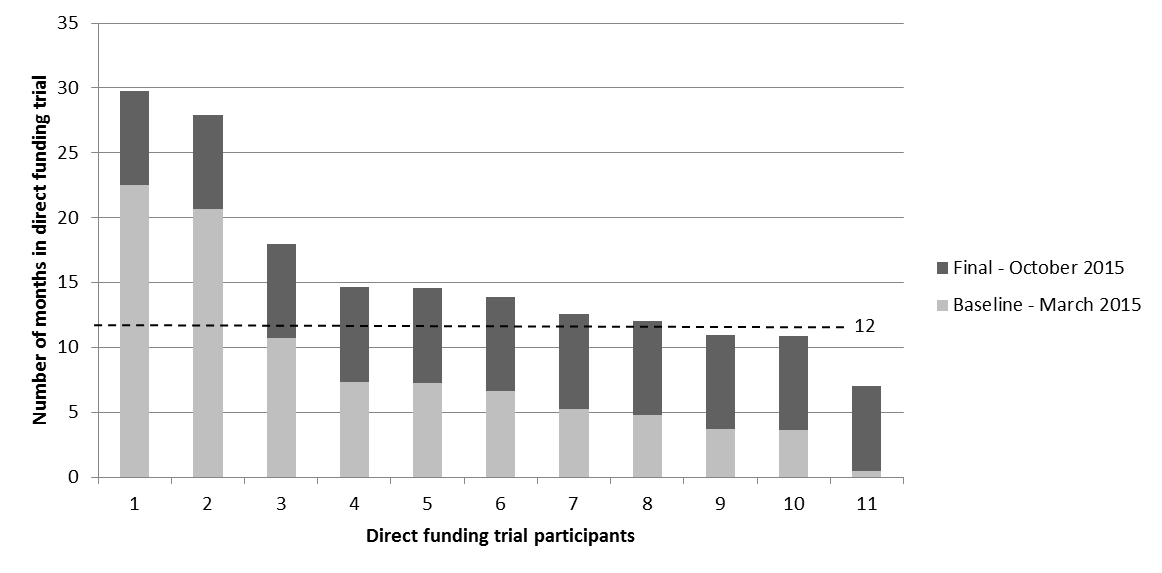 Number of months in direct funding trial
35
30
25
20
15
10
5
0
12
1 2 3 4 5 6 7 8 9 10 11
Direct funding trial participants
Final - October 2015
Baseline - March 2015